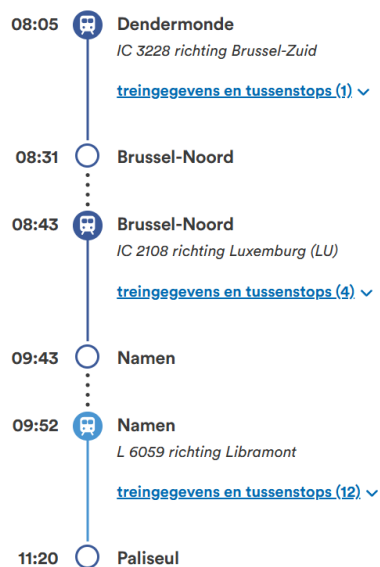 08:05 Dendermonde
IC 3228 richting Brussel-Zuid
treingegevens en tussenstops (1)
08:31 Brussel-Noord
08:43 Brussel-Noord
IC 2108 richting Luxemburg (LU)
treingegevens en tussenstops (4)
09:43 Namen
09:52 Namen
L 6059 richting Libramont
treingegevens en tussenstops (12)
11:20 Paliseul